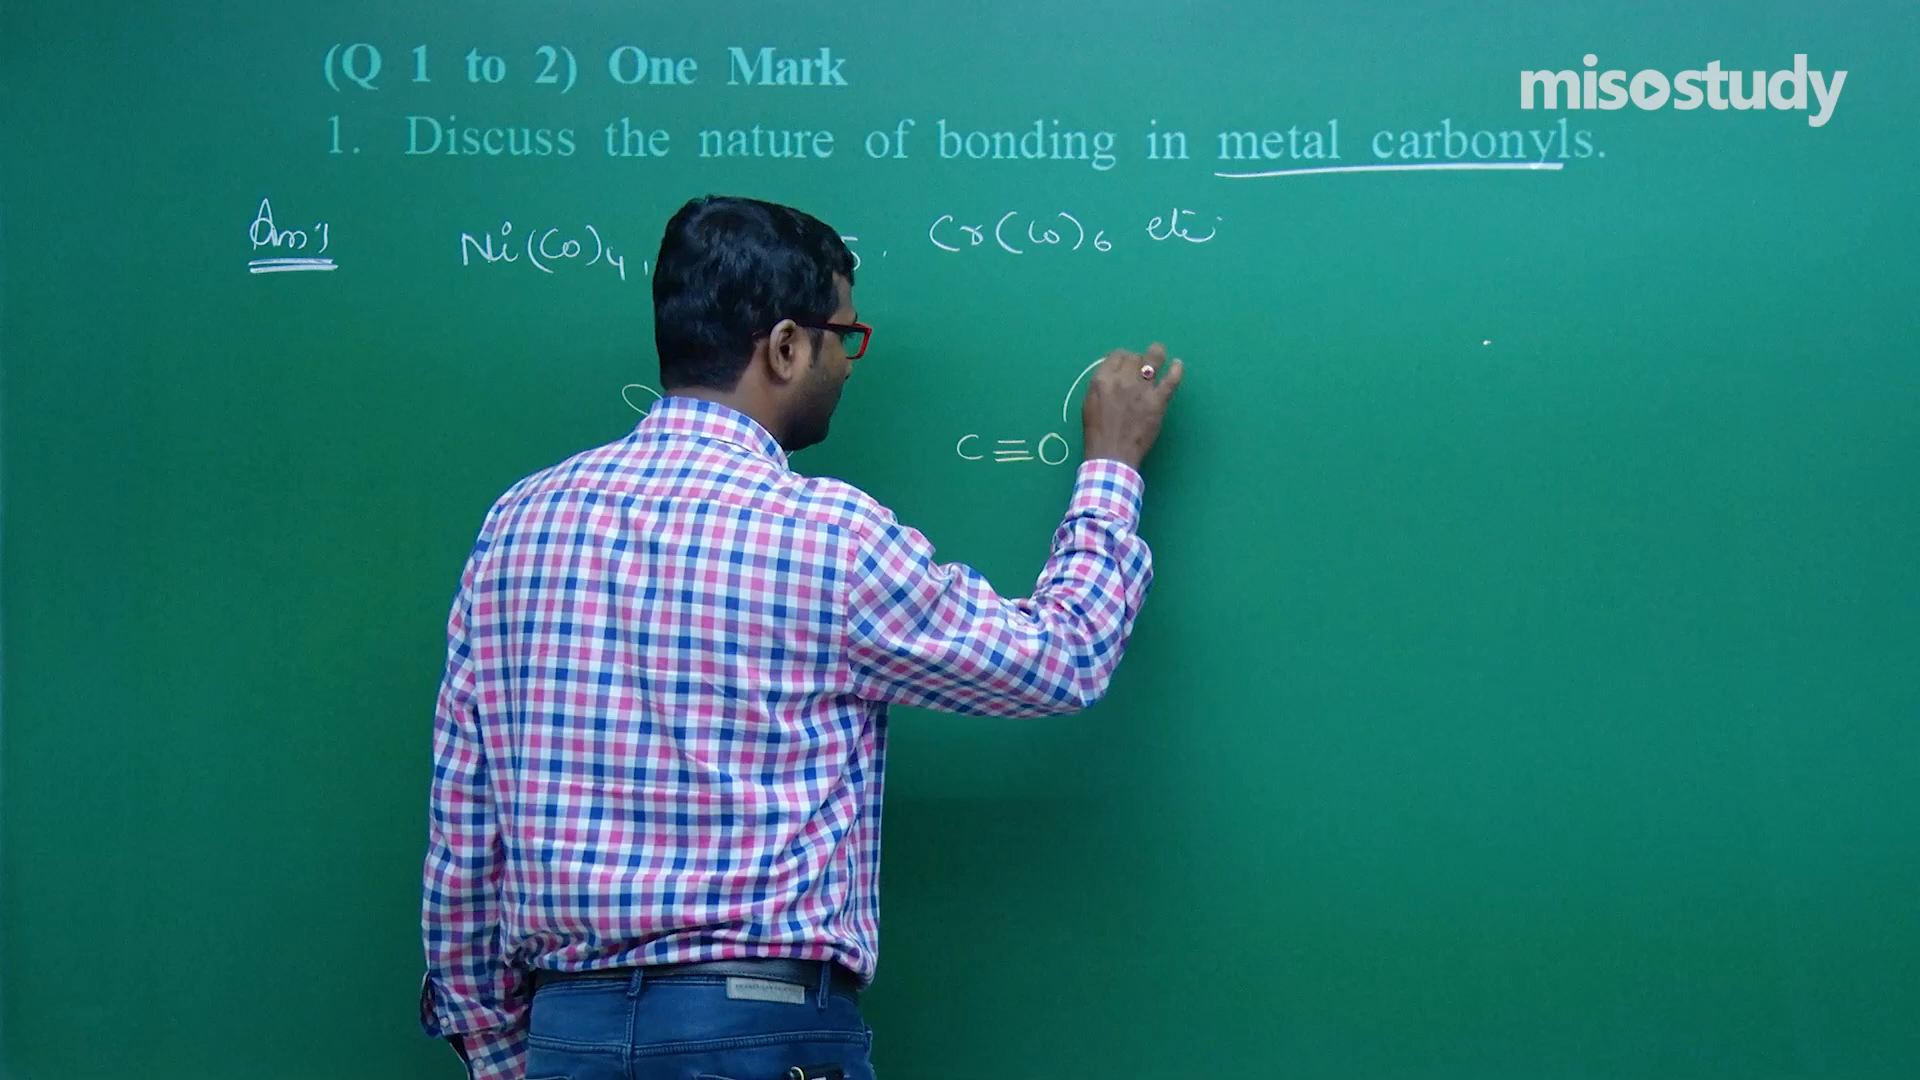 misostudy
(Q 1 to 2) One Mark
1. Discuss the nature of bonding in metal carbonyls.
Ans:
Ni(CO)4, 5, Cr(CO)6 etc
C≡O